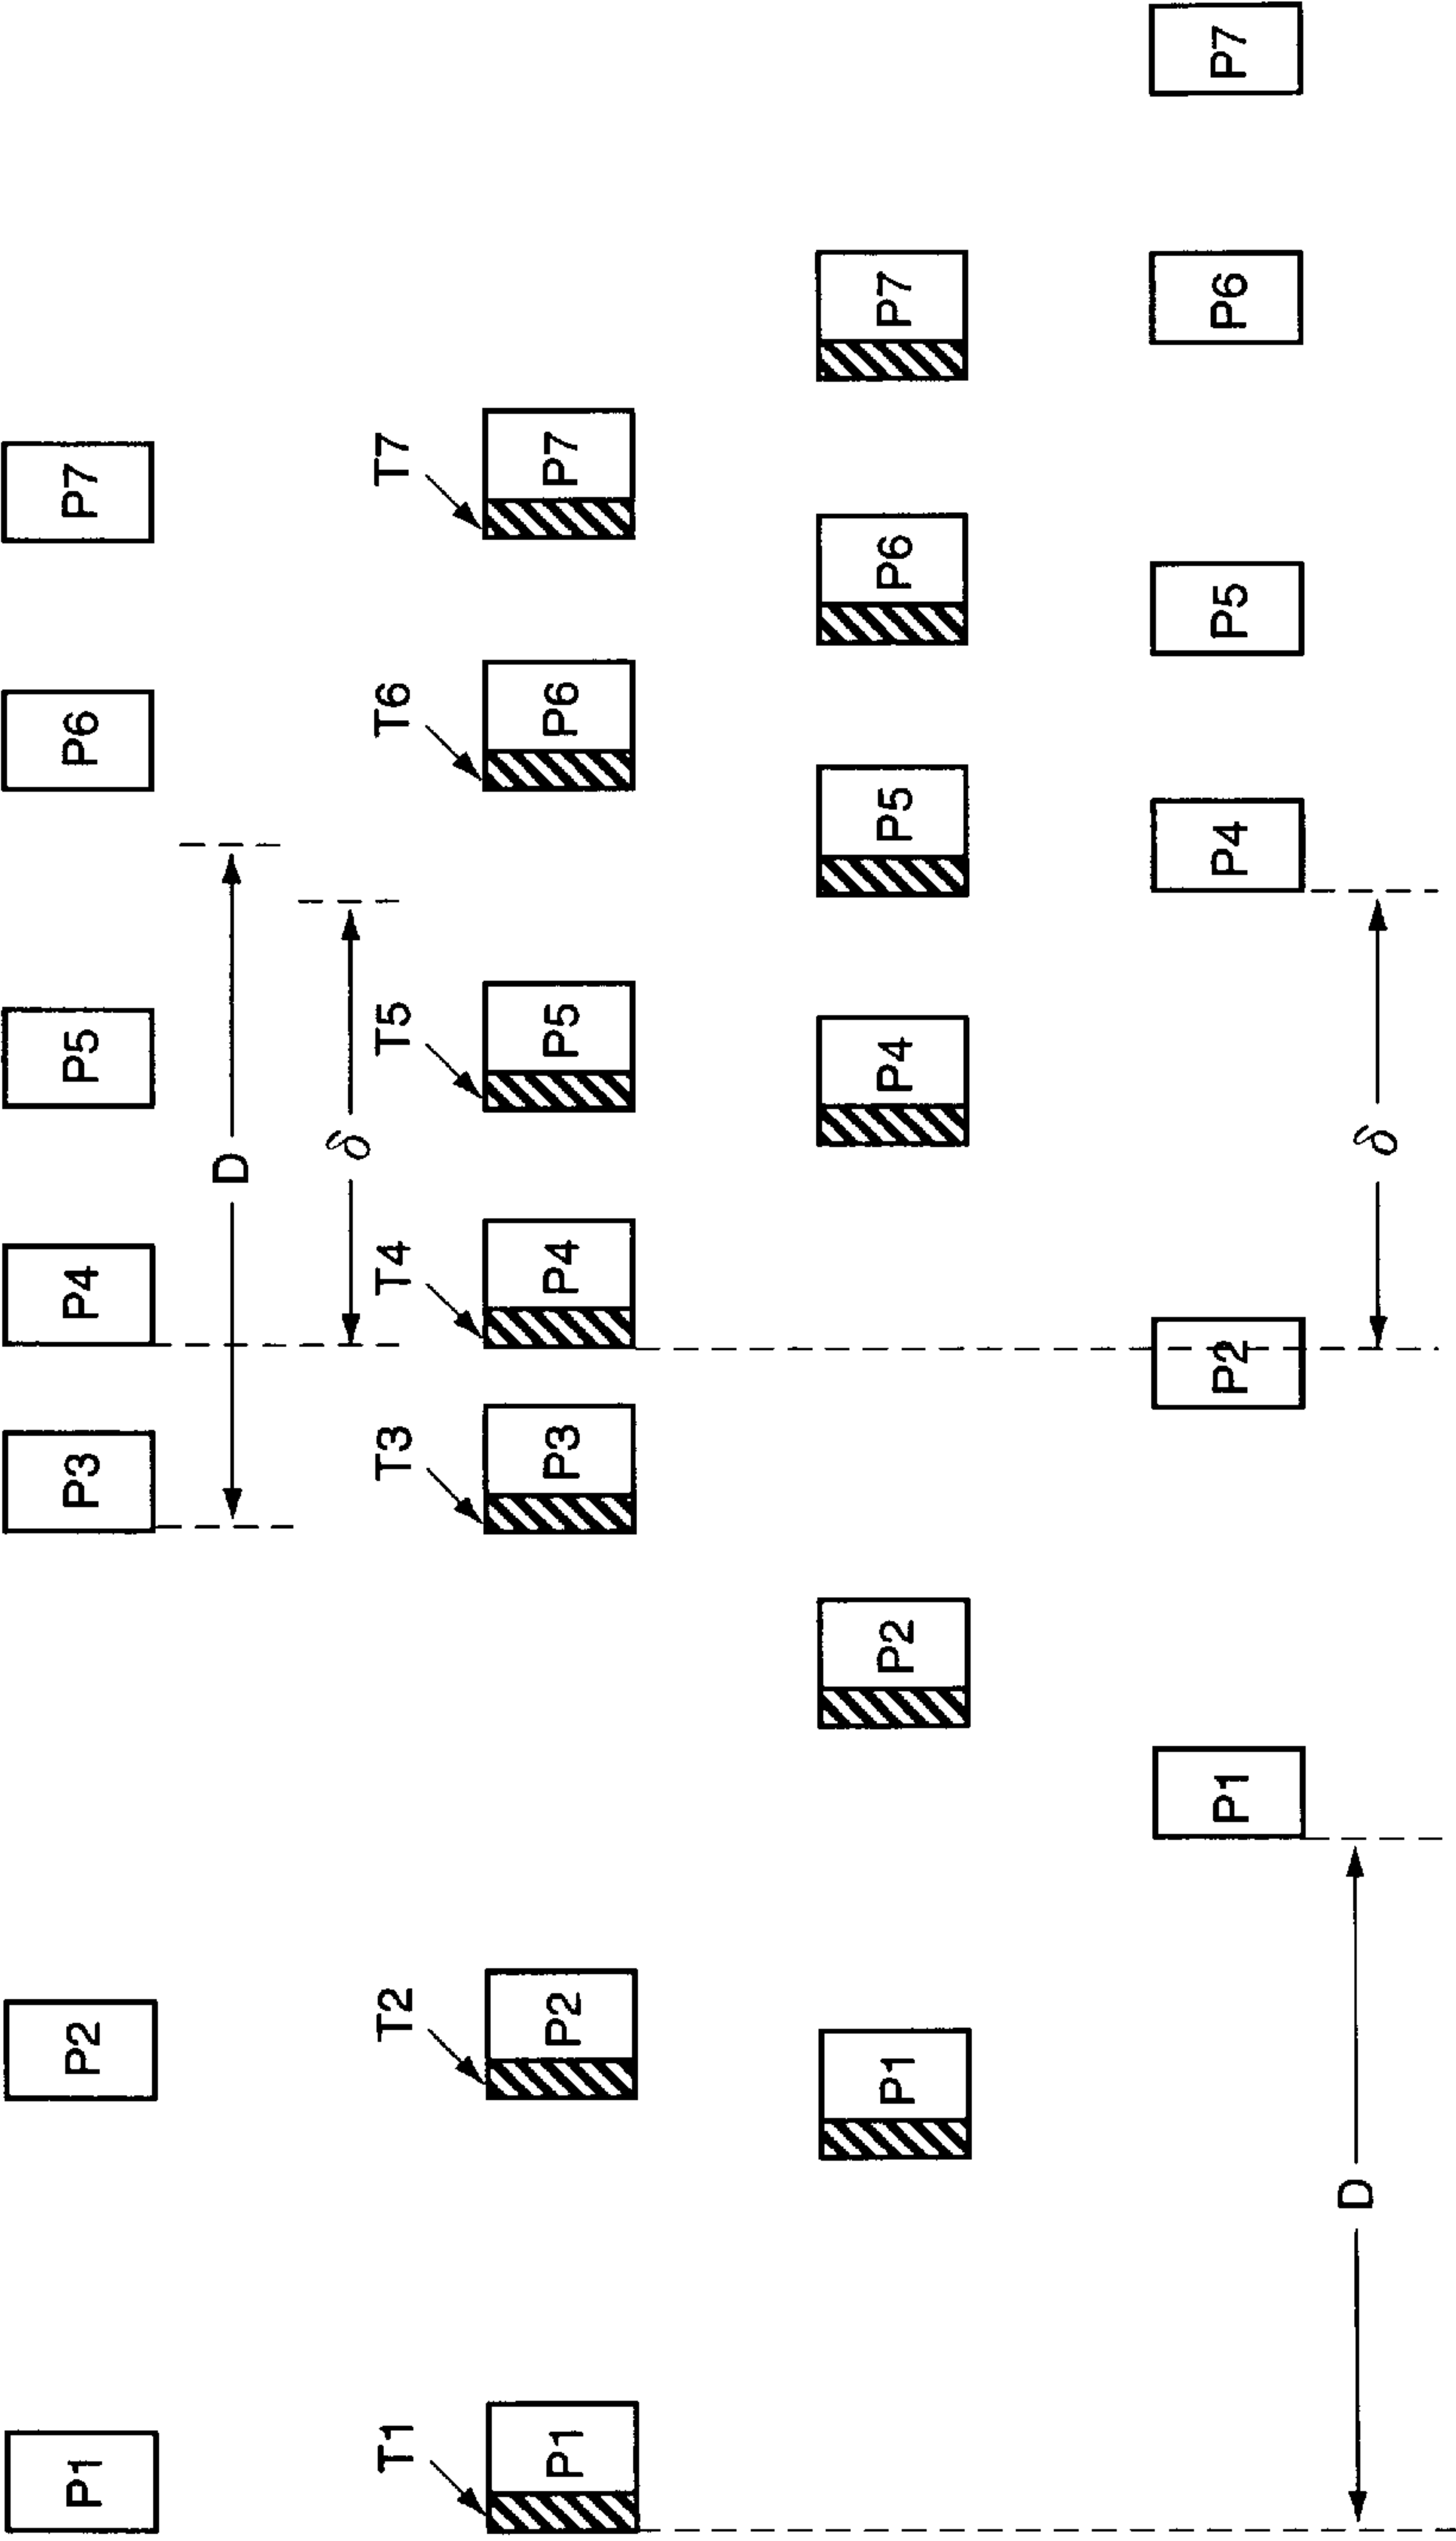 P1 P2 P3 P4 P5 P6 P7
D
δ
T1 T2 T3 T4 T5 T6 T7
P1 P2 P3 P4 P5 P6 P7
P1 P2 P4 P5 P6 P7
P1 P2 P4 P5 P6 P7
D δ